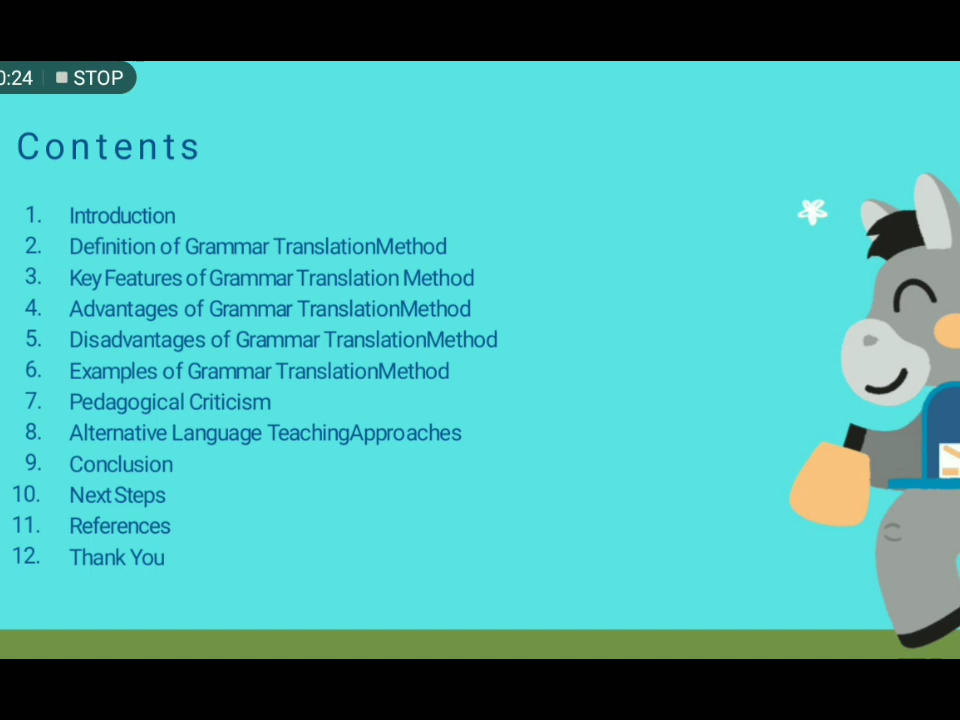 0:24 STOP
Contents
1. Introduction
2. Definition of Grammar TranslationMethod
3. Key Features of Grammar Translation Method
4. Advantages of Grammar TranslationMethod
5. Disadvantages of Grammar TranslationMethod
6. Examples of Grammar TranslationMethod
7. Pedagogical Criticism
8. Alternative Language TeachingApproaches
9. Conclusion
10. Next Steps
11. References
12. Thank You